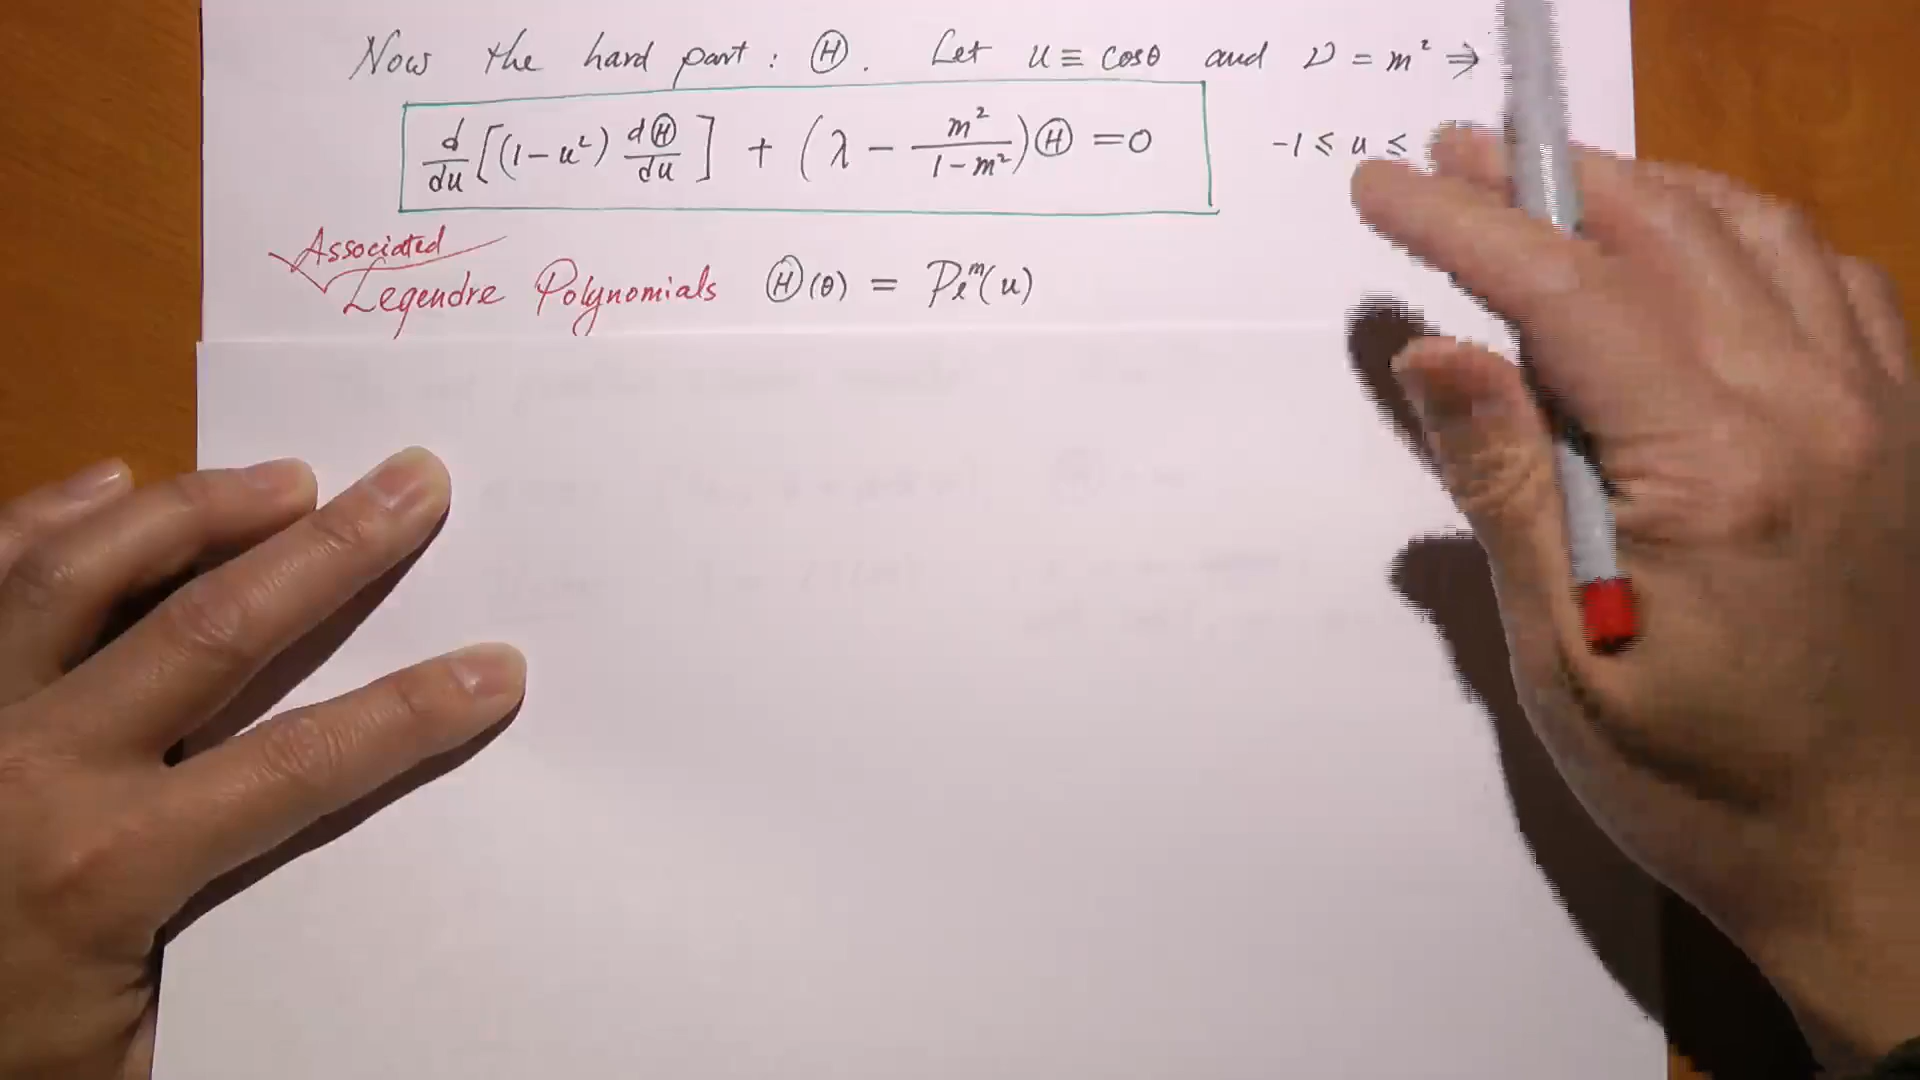 Now the hard part : Ⓗ. Let u ≡ cosθ and ν = m² ⇒
d/du [(1-u²) dⒽ/du] + (λ - m²/(1-m²)) Ⓗ = 0 -1 ≤ u ≤
Associated
Legendre Polynomials Ⓗ(θ) = Pₗᵐ(u)